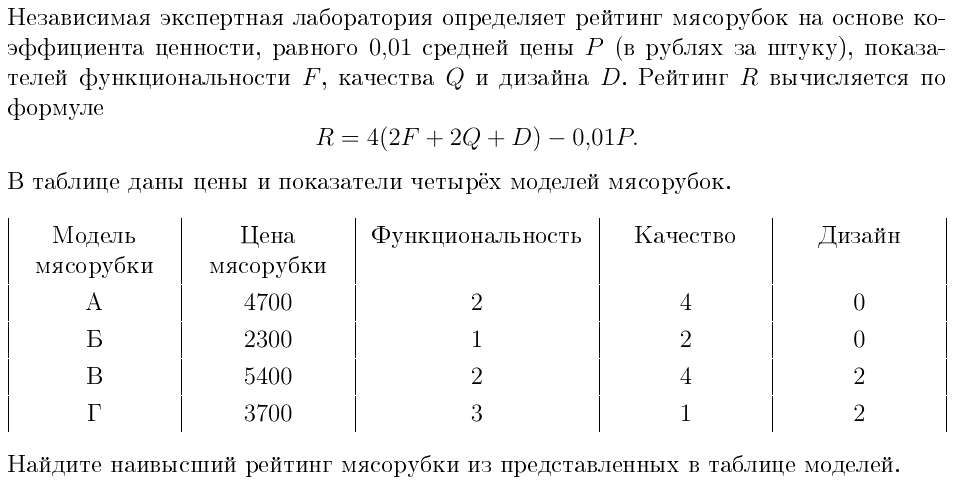 Независимая экспертная лаборатория определяет рейтинг мясорубок на основе ко-
эффициента ценности, равного 0,01 средней цены P (в рублях за штуку), показа-
телей функциональности F, качества Q и дизайна D. Рейтинг R вычисляется по
формуле
R = 4(2F + 2Q + D) − 0,01P.
В таблице даны цены и показатели четырёх моделей мясорубок.
Модель мясорубки | Цена мясорубки | Функциональность | Качество | Дизайн
А | 4700 | 2 | 4 | 0
Б | 2300 | 1 | 2 | 0
В | 5400 | 2 | 4 | 2
Г | 3700 | 3 | 1 | 2
Найдите наивысший рейтинг мясорубки из представленных в таблице моделей.